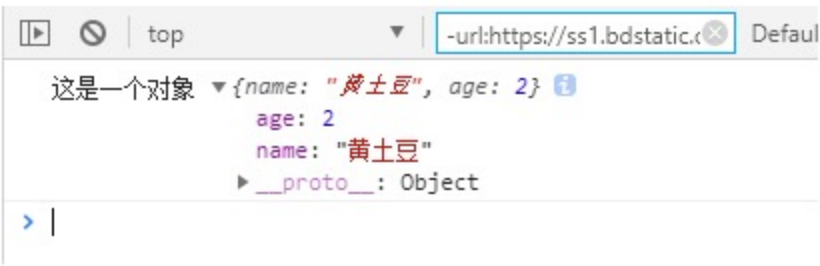 top -url:https://ss1.bdstatic.c Defaul
这是一个对象 {name: "黄土豆", age: 2} i
age: 2
name: "黄土豆"
__proto__: Object